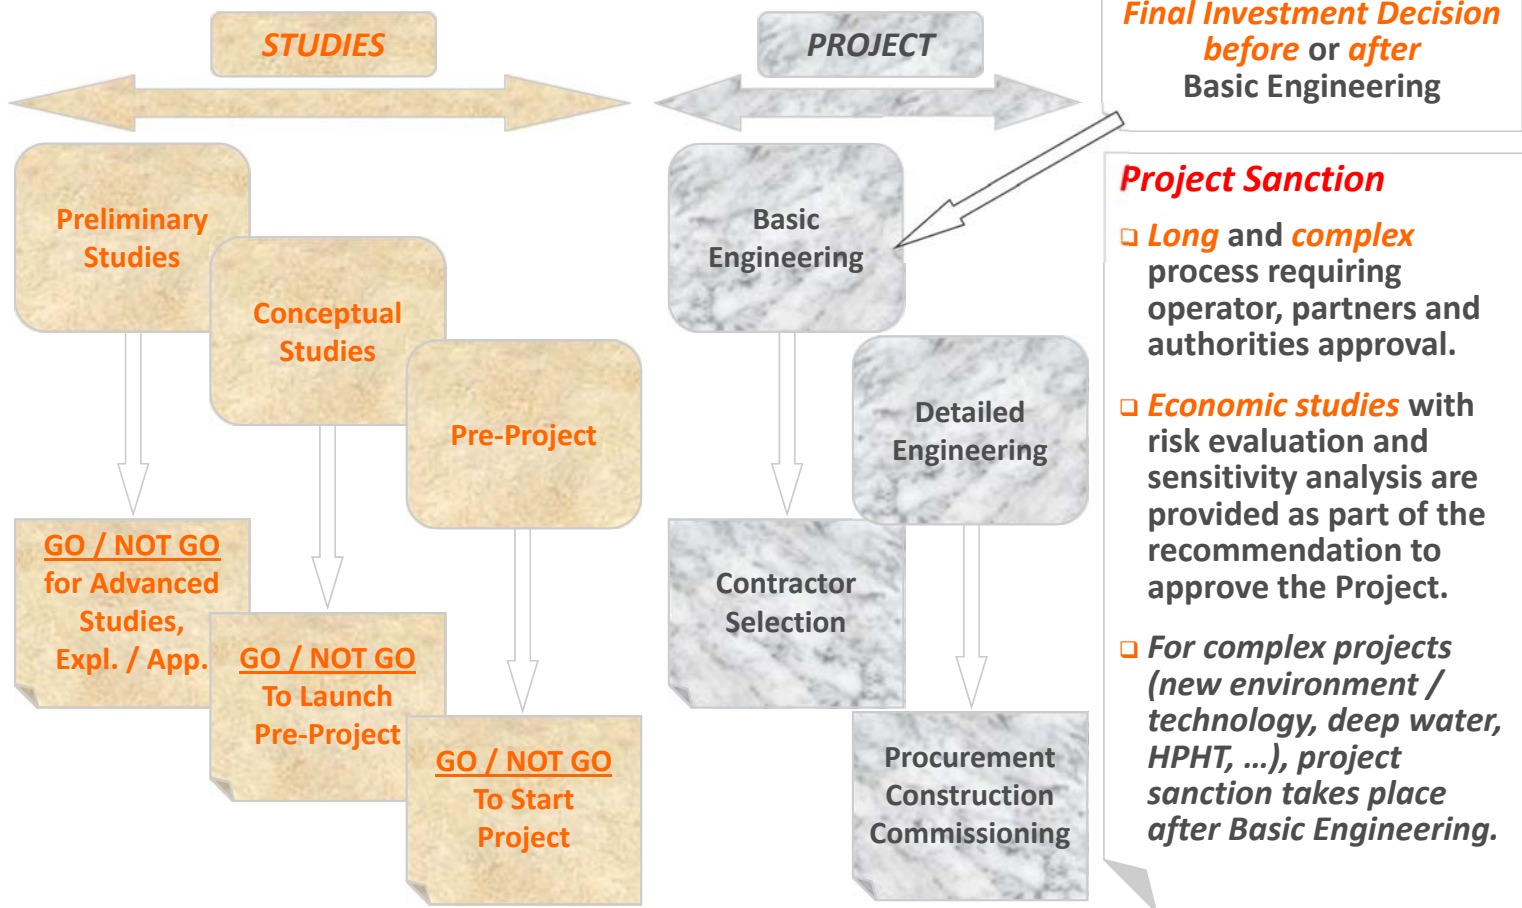 STUDIES
PROJECT
Final Investment Decision
before or after
Basic Engineering
Preliminary
Studies
Conceptual
Studies
Pre-Project
GO / NOT GO
for Advanced
Studies,
Expl. / App.
GO / NOT GO
To Launch
Pre-Project
GO / NOT GO
To Start
Project
Basic
Engineering
Detailed
Engineering
Contractor
Selection
Procurement
Construction
Commissioning
Project Sanction
❑ Long and complex
process requiring
operator, partners and
authorities approval.
❑ Economic studies with
risk evaluation and
sensitivity analysis are
provided as part of the
recommendation to
approve the Project.
❑ For complex projects
(new environment /
technology, deep water,
HPHT, …), project
sanction takes place
after Basic Engineering.